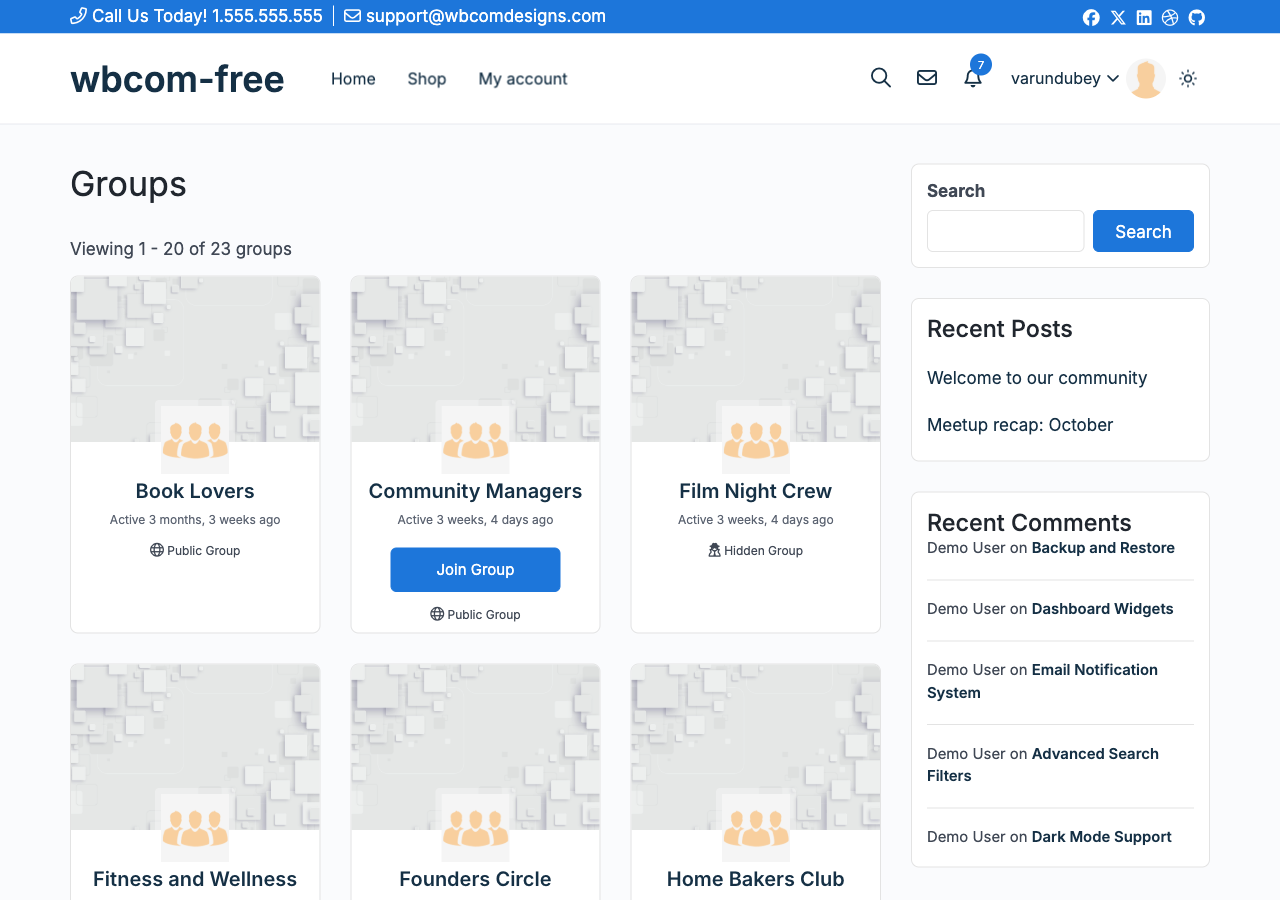 Call Us Today! 1.555.555.555
support@wbcomdesigns.com
wbcom-free
Home
Shop
My account
7
varundubey
Groups
Viewing 1 - 20 of 23 groups
Book Lovers
Active 3 months, 3 weeks ago
Public Group
Community Managers
Active 3 weeks, 4 days ago
Join Group
Public Group
Film Night Crew
Active 3 weeks, 4 days ago
Hidden Group
Fitness and Wellness
Founders Circle
Home Bakers Club
Search
Search
Recent Posts
Welcome to our community
Meetup recap: October
Recent Comments
Demo User on Backup and Restore
Demo User on Dashboard Widgets
Demo User on Email Notification
System
Demo User on Advanced Search
Filters
Demo User on Dark Mode Support